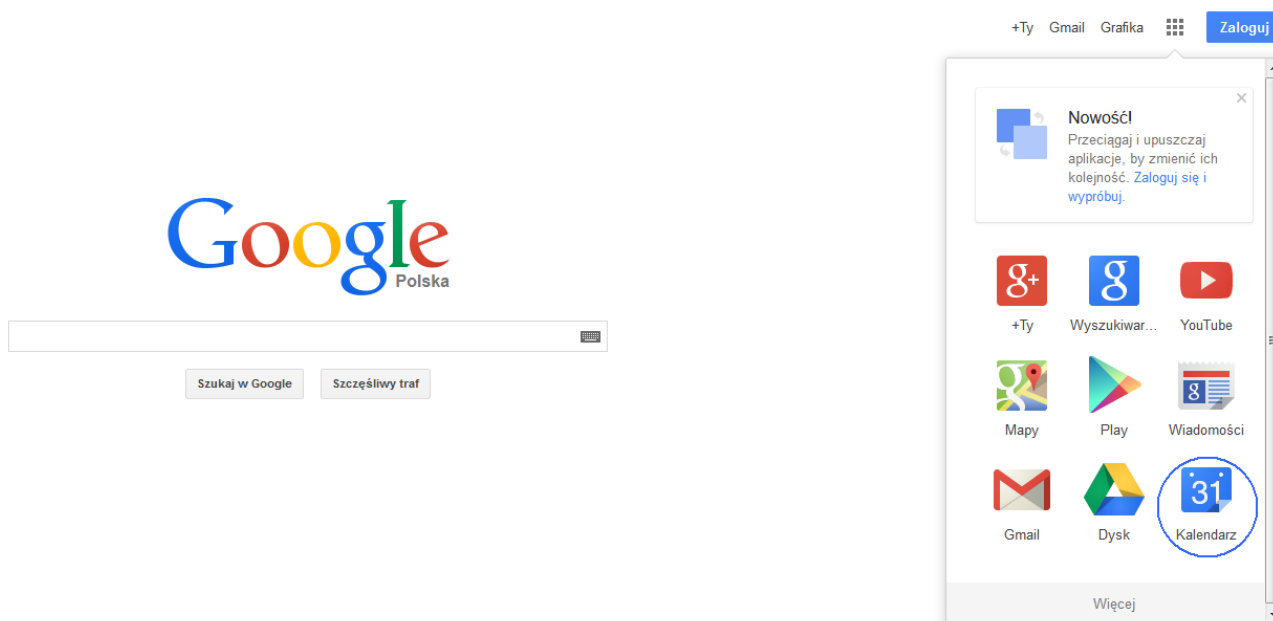 +Ty Gmail Grafika Zaloguj
Nowość!
Przeciągaj i upuszczaj
aplikacje, by zmienić ich
kolejność. Zaloguj się i
wypróbuj.
Google
Polska
g+ g
+Ty Wyszukiwar... YouTube
Szukaj w Google Szczęśliwy traf
g g
Mapy Play Wiadomości
31
Gmail Dysk Kalendarz
Więcej